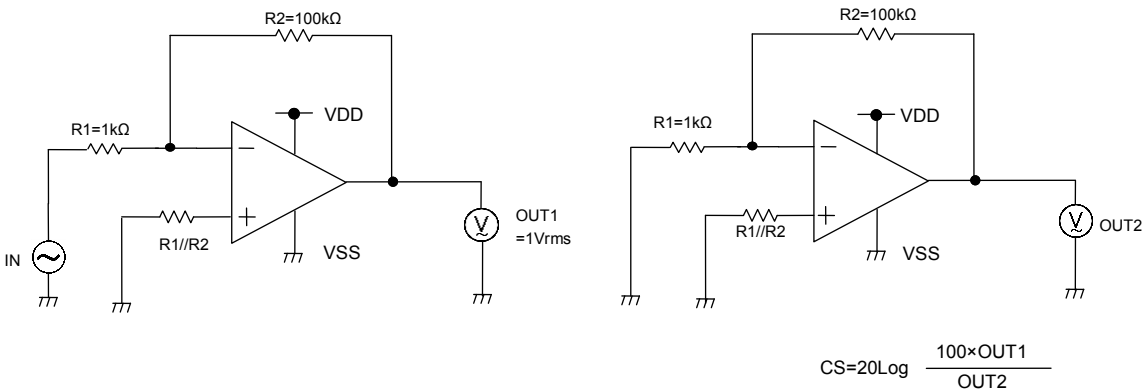 R2=100kΩ
VDD
R1=1kΩ
R1//R2
VSS
OUT1
=1Vrms
IN
V
R2=100kΩ
VDD
R1=1kΩ
R1//R2
VSS
OUT2
V
CS=20Log 100×OUT1
OUT2